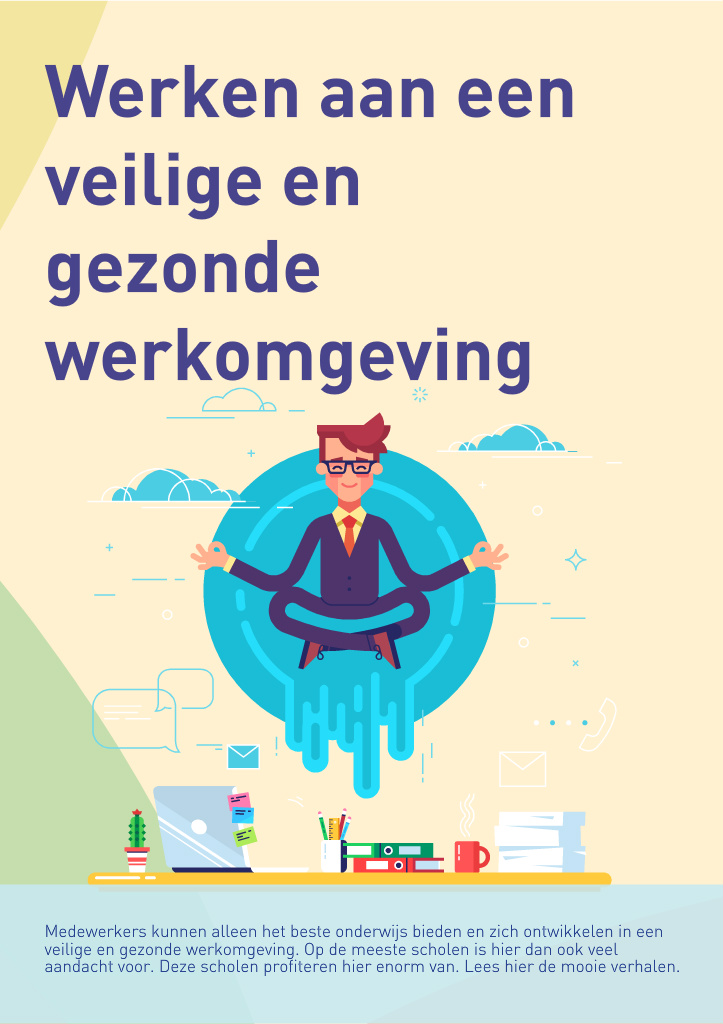 Werken aan een
veilige en
gezonde
werkomgeving
Medewerkers kunnen alleen het beste onderwijs bieden en zich ontwikkelen in een
veilige en gezonde werkomgeving. Op de meeste scholen is hier dan ook veel
aandacht voor. Deze scholen profiteren hier enorm van. Lees hier de mooie verhalen.